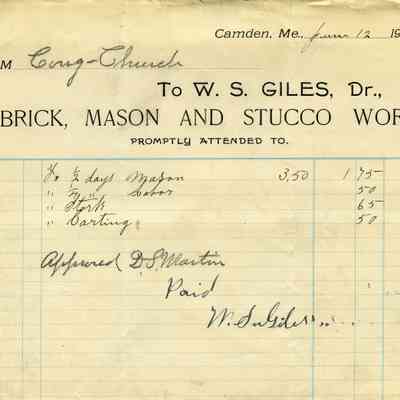 Camden, Me., June 12 19
M Cong-Church
To W. S. GILES, Dr.,
BRICK, MASON AND STUCCO WOR
PROMPTLY ATTENDED TO.
To ½ days Mason 3,50 1 75
" " Labor 50
" Stock 65
" Carting 50
Approved D. S. Martin
Paid
W. S. Giles